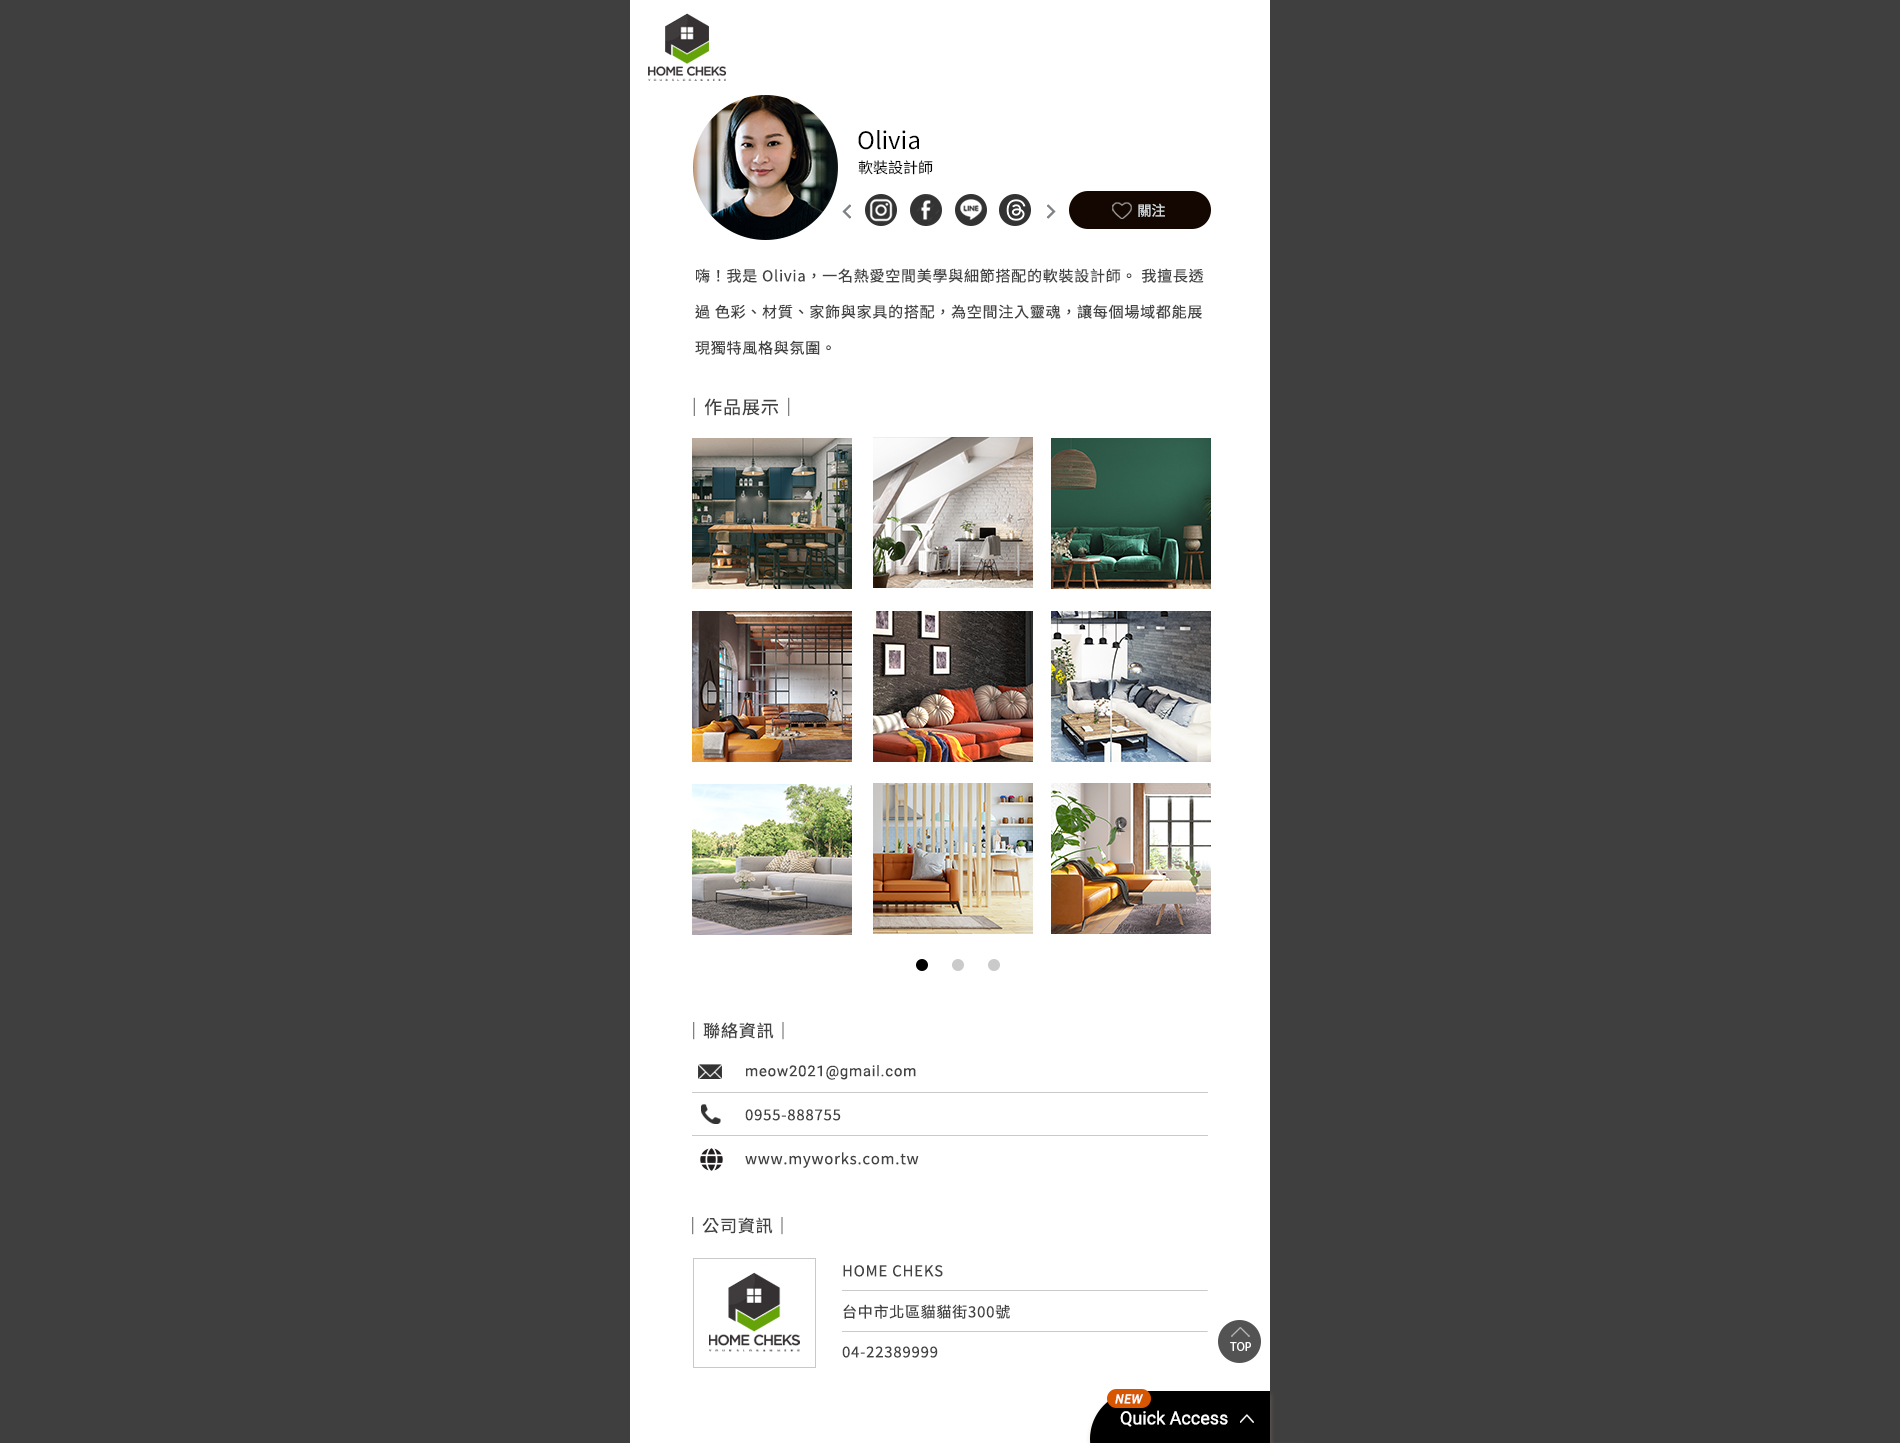 HOME CHEKS
Olivia
軟裝設計師
LINE
關注
嗨！我是 Olivia，一名熱愛空間美學與細節搭配的軟裝設計師。 我擅長透
過 色彩、材質、家飾與家具的搭配，為空間注入靈魂，讓每個場域都能展
現獨特風格與氛圍。
｜作品展示｜
｜聯絡資訊｜
meow2021@gmail.com
0955-888755
www.myworks.com.tw
｜公司資訊｜
HOME CHEKS
HOME CHEKS
台中市北區貓貓街300號
04-22389999
TOP
NEW
Quick Access